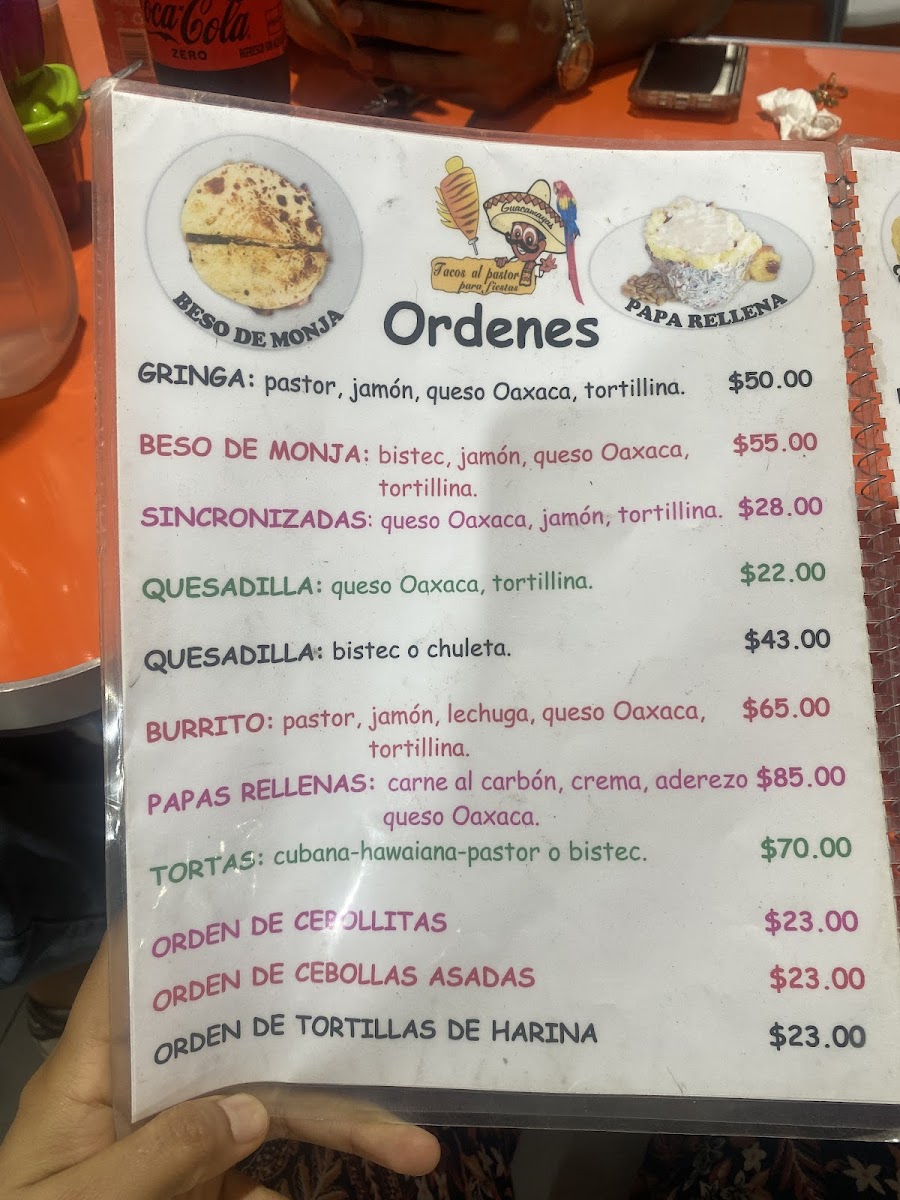 Coca-Cola
ZERO
Guacamayas
Tacos al pastor
para fiestas
BESO DE MONJA
PAPA RELLENA
Ordenes
GRINGA: pastor, jamón, queso Oaxaca, tortillina. $50.00
BESO DE MONJA: bistec, jamón, queso Oaxaca, $55.00
tortillina.
SINCRONIZADAS: queso Oaxaca, jamón, tortillina. $28.00
QUESADILLA: queso Oaxaca, tortillina. $22.00
QUESADILLA: bistec o chuleta. $43.00
BURRITO: pastor, jamón, lechuga, queso Oaxaca, $65.00
tortillina.
PAPAS RELLENAS: carne al carbón, crema, aderezo $85.00
queso Oaxaca.
TORTAS: cubana-hawaiana-pastor o bistec. $70.00
ORDEN DE CEBOLLITAS $23.00
ORDEN DE CEBOLLAS ASADAS $23.00
ORDEN DE TORTILLAS DE HARINA $23.00